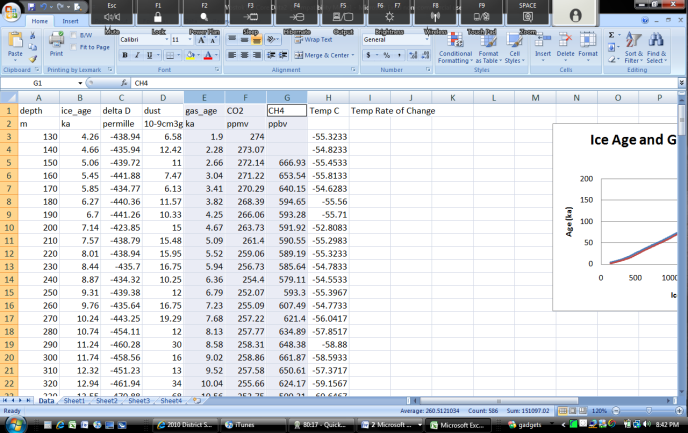 Esc F1 F2 F3 F4 F5 F6 F7 F8 F9 SPACE
Mute Lock Power Plan Sleep Hibernate Output Brightness Wireless Touch Pad Zoom
Home Insert
Paste Print B/W Fit to Page Calibri 11 Wrap Text Merge & Center General Conditional Formatting Format as Table Cell Styles Insert Delete Format Sort & Filter Find & Select
Clipboard Printing by Lexmark Font Alignment Number Cells Editing
G1 CH4
A B C D E F G H I J K L M N O P
1 depth ice_age delta D dust gas_age CO2 CH4 Temp C Temp Rate of Change
2 m ka permille 10-9cm3g ka ppmv ppbv
3 130 4.26 -438.94 6.58 1.9 274 -55.3233
4 140 4.66 -435.94 12.42 2.28 273.07 -54.8233
5 150 5.06 -439.72 11 2.66 272.14 666.93 -55.4533
6 160 5.45 -441.88 7.47 3.04 271.22 653.54 -55.8133
7 170 5.85 -434.77 6.13 3.41 270.29 640.15 -54.6283
8 180 6.27 -440.36 11.57 3.82 268.39 594.65 -55.56
9 190 6.7 -441.26 10.33 4.25 266.06 593.28 -55.71
10 200 7.14 -423.85 15 4.67 263.73 591.92 -52.8083
11 210 7.57 -438.79 15.48 5.09 261.4 590.55 -55.2983
12 220 8.01 -438.94 15.95 5.52 259.06 589.19 -55.3233
13 230 8.44 -435.7 16.75 5.94 256.73 585.64 -54.7833
14 240 8.87 -434.32 10.25 6.36 254.4 579.11 -54.5533
15 250 9.31 -439.38 12 6.79 252.07 593.3 -55.3967
16 260 9.76 -435.64 16.75 7.23 255.09 607.49 -54.7733
17 270 10.24 -443.25 19.29 7.68 257.22 621.4 -56.0417
18 280 10.74 -454.11 12 8.13 257.77 634.89 -57.8517
19 290 11.24 -460.28 30 8.58 258.31 648.38 -58.88
20 300 11.74 -458.56 16 9.02 258.86 661.87 -58.5933
21 310 12.32 -451.23 13 9.52 257.58 650.61 -57.3717
22 320 12.94 -461.94 34 10.04 255.66 624.17 -59.1567
Ice Age and G
Age (ka)
200
150
100
50
0
0 500 1000
Ic
Data Sheet1 Sheet2 Sheet3 Sheet4
Ready Average: 260.5121034 Count: 586 Sum: 151097.02 120%
2010 District S... iTunes 80:17 - Quick... 2 Microsoft ... Microsoft Exc... gadgets 8:42 PM